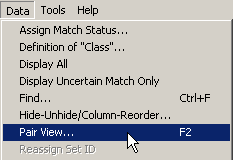 Data Tools Help
Assign Match Status...
Definition of "Class"...
Display All
Display Uncertain Match Only
Find... Ctrl+F
Hide-Unhide/Column-Reorder...
Pair View... F2
Reassign Set ID